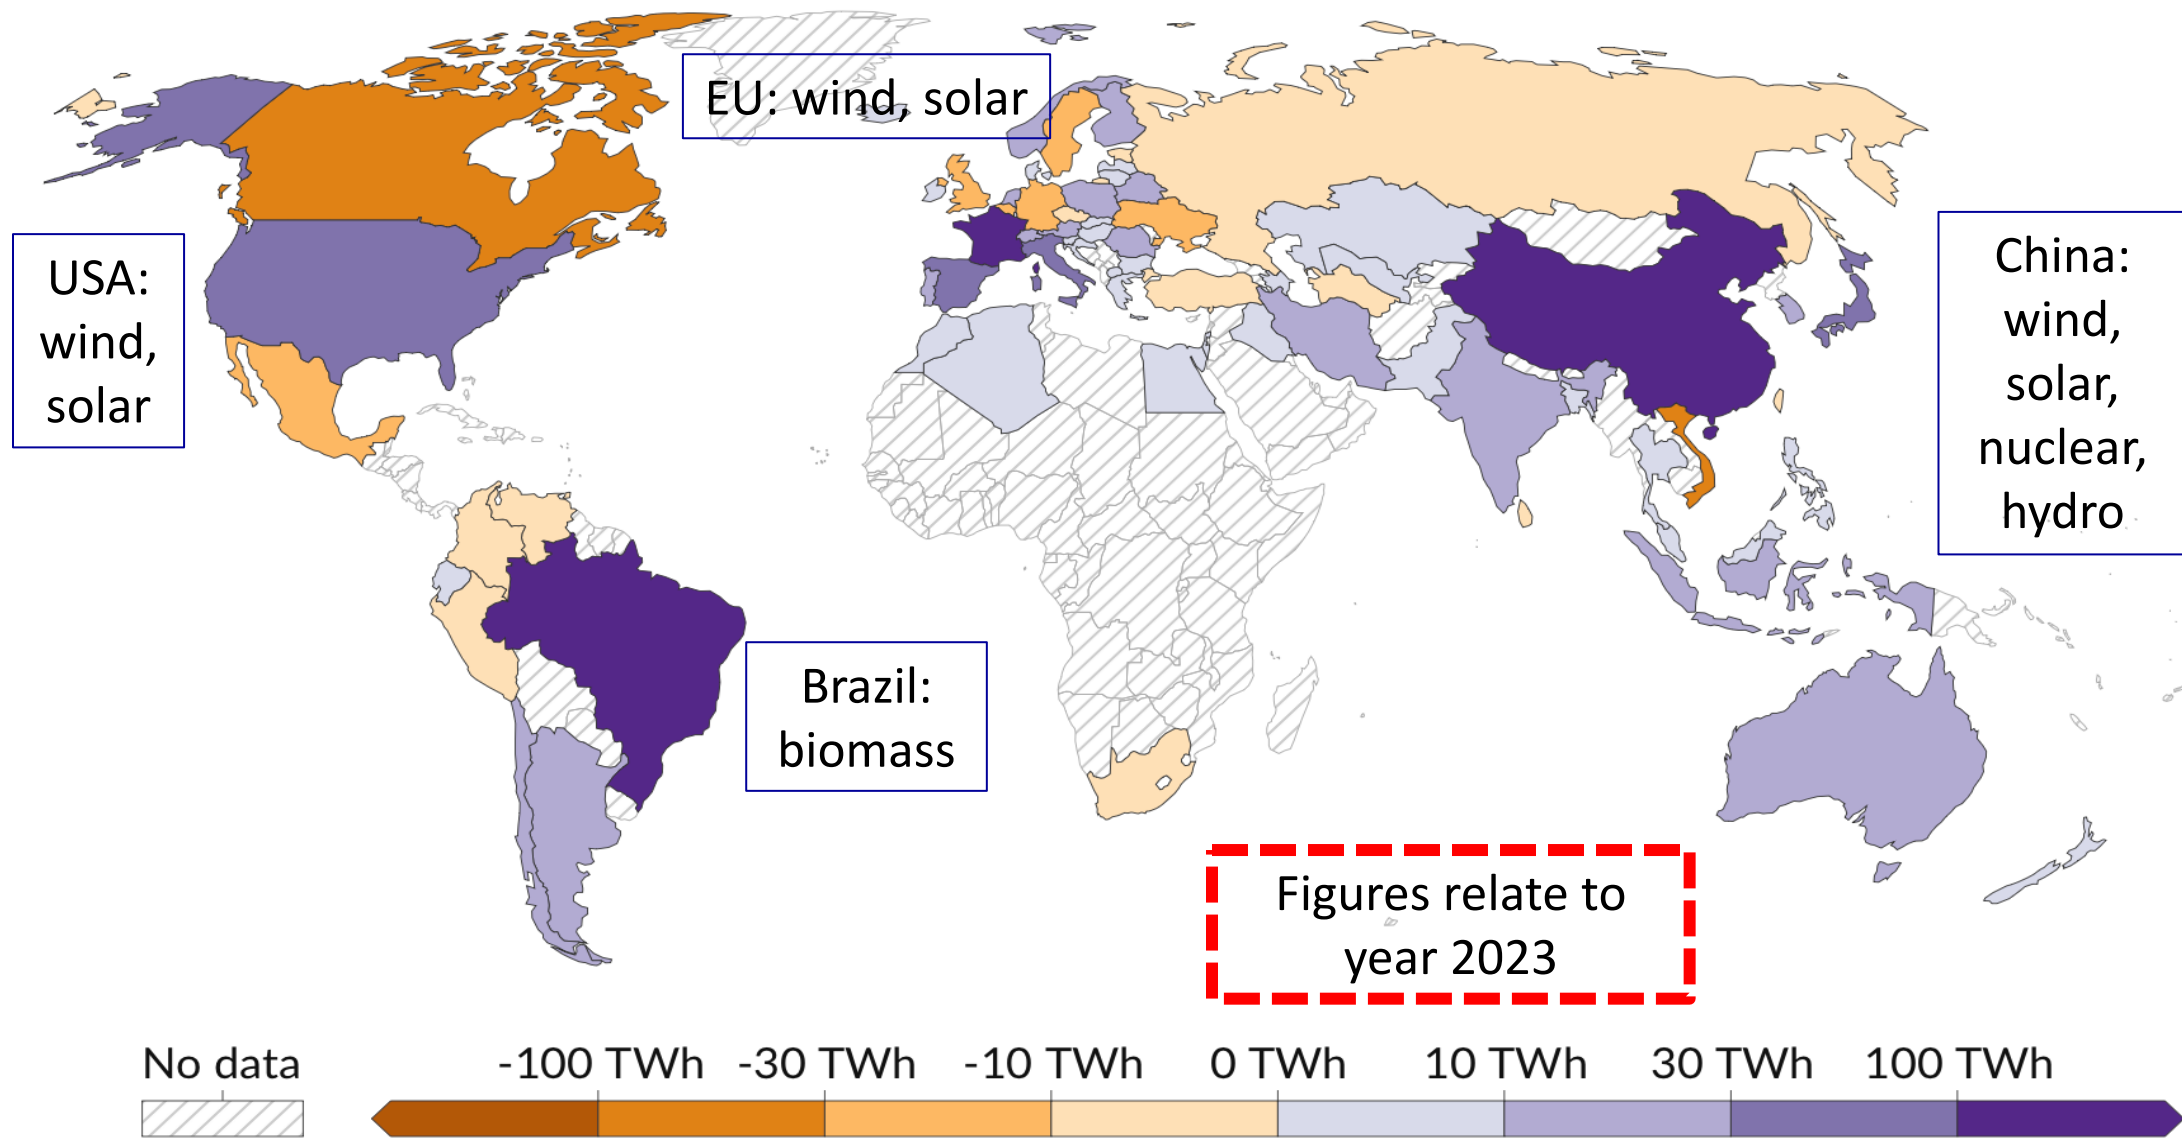 EU: wind, solar
USA:
wind,
solar
China:
wind,
solar,
nuclear,
hydro
Brazil:
biomass
Figures relate to
year 2023
No data
-100 TWh
-30 TWh
-10 TWh
0 TWh
10 TWh
30 TWh
100 TWh